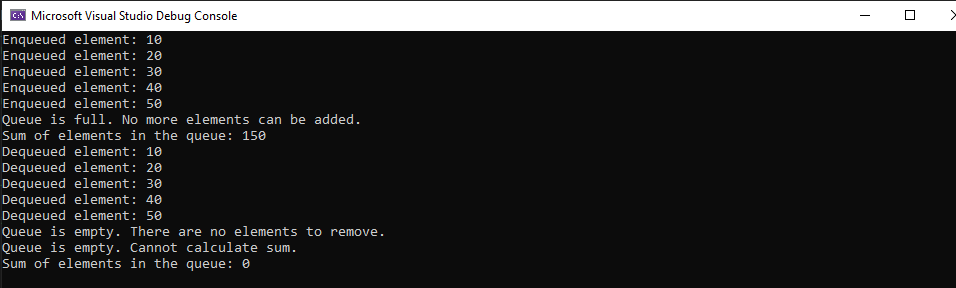 Microsoft Visual Studio Debug Console
Enqueued element: 10
Enqueued element: 20
Enqueued element: 30
Enqueued element: 40
Enqueued element: 50
Queue is full. No more elements can be added.
Sum of elements in the queue: 150
Dequeued element: 10
Dequeued element: 20
Dequeued element: 30
Dequeued element: 40
Dequeued element: 50
Queue is empty. There are no elements to remove.
Queue is empty. Cannot calculate sum.
Sum of elements in the queue: 0